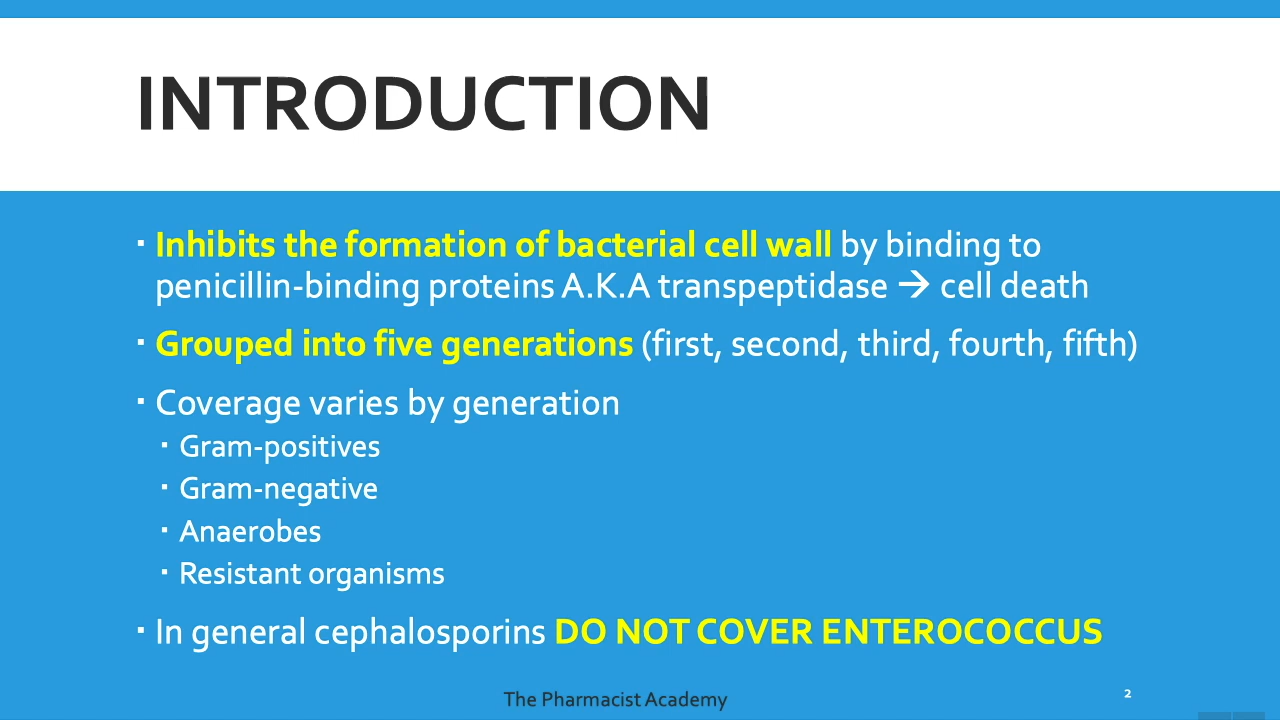 INTRODUCTION
▪ Inhibits the formation of bacterial cell wall by binding to
penicillin-binding proteins A.K.A transpeptidase → cell death
▪ Grouped into five generations (first, second, third, fourth, fifth)
▪ Coverage varies by generation
▪ Gram-positives
▪ Gram-negative
▪ Anaerobes
▪ Resistant organisms
▪ In general cephalosporins DO NOT COVER ENTEROCOCCUS
The Pharmacist Academy
2